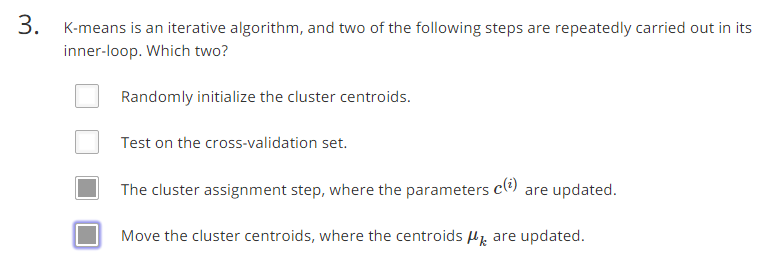 3. K-means is an iterative algorithm, and two of the following steps are repeatedly carried out in its
inner-loop. Which two?
Randomly initialize the cluster centroids.
Test on the cross-validation set.
The cluster assignment step, where the parameters c⁽ⁱ⁾ are updated.
Move the cluster centroids, where the centroids μₖ are updated.